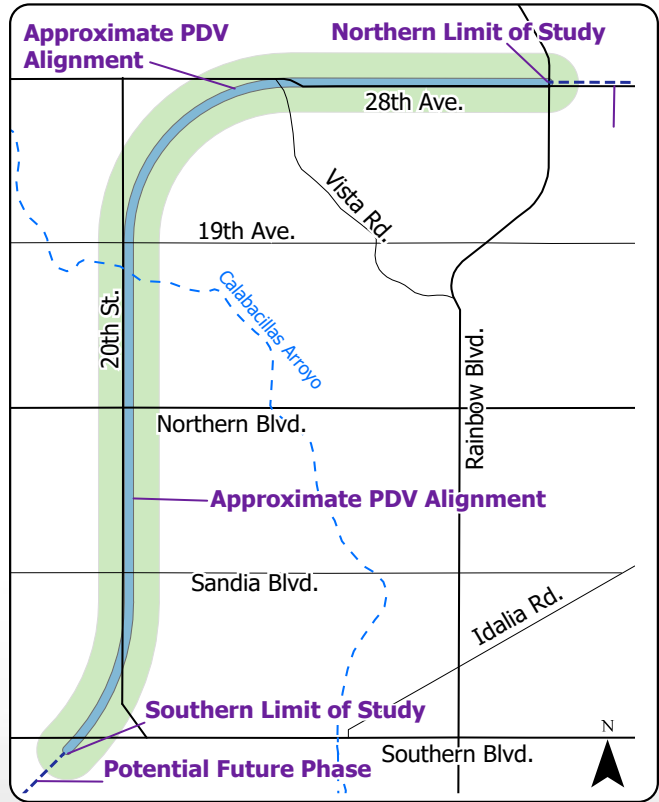 Approximate PDV
Alignment
Northern Limit of Study
28th Ave.
Vista Rd.
19th Ave.
Calabacillas Arroyo
20th St.
Rainbow Blvd.
Northern Blvd.
Approximate PDV Alignment
Sandia Blvd.
Idalia Rd.
Southern Limit of Study
N
Southern Blvd.
Potential Future Phase